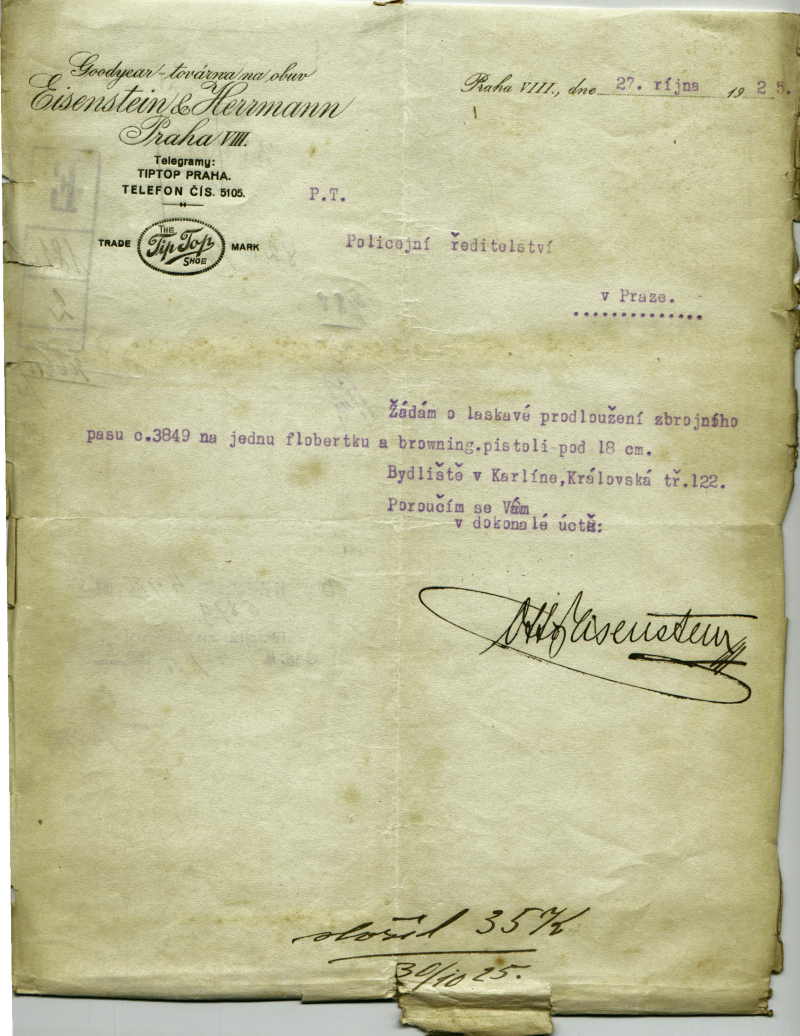 Goodyear-továrna na obuv
Eisenstein & Herrmann
Praha VIII.
Telegramy:
TIPTOP PRAHA.
TELEFON ČÍS. 5105.
TRADE THE Tip Top SHOE MARK
Praha VIII., dne 27. října 1925.
P.T.
Policejní ředitelství
v Praze.
Žádám o laskavé prodloužení zbrojního
pasu c.3849 na jednu flobertku a browning.pistoli pod 18 cm.
Bydliště v Karlíne,Královská tř.122.
Poroučím se Vám
v dokonalé úctě:
Otto Eisenstein
složil 35 K
30/10 25.